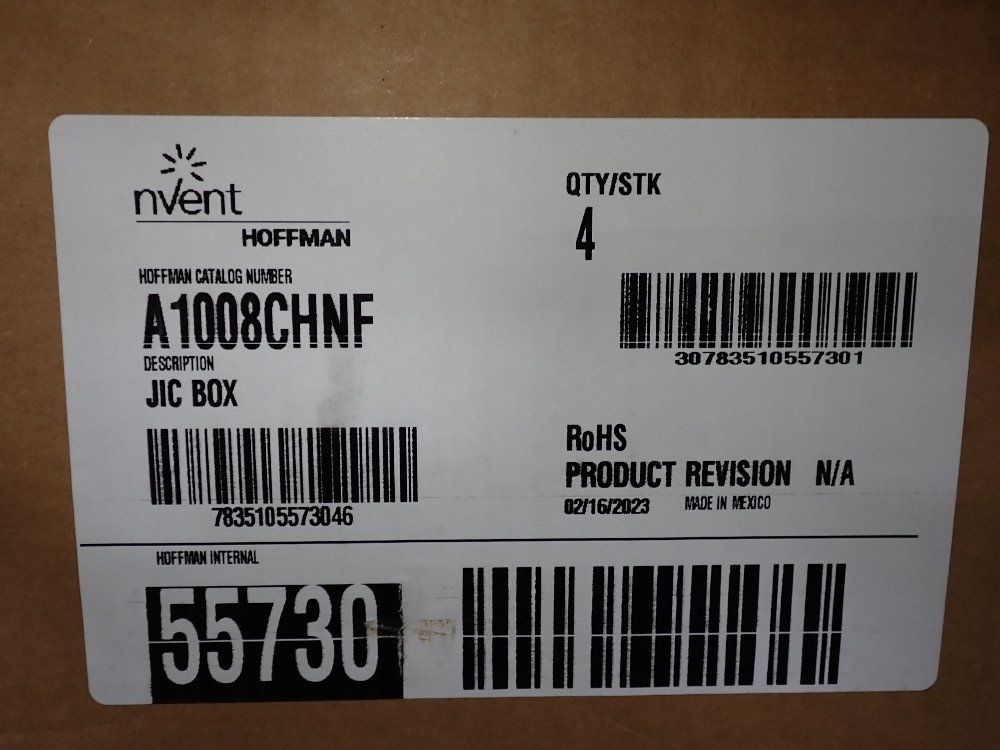 nvent
HOFFMAN
HOFFMAN CATALOG NUMBER
A1008CHNF
DESCRIPTION
JIC BOX
7835105573046
QTY/STK
4
30783510557301
RoHS
PRODUCT REVISION N/A
02/16/2023 MADE IN MEXICO
HOFFMAN INTERNAL
55730